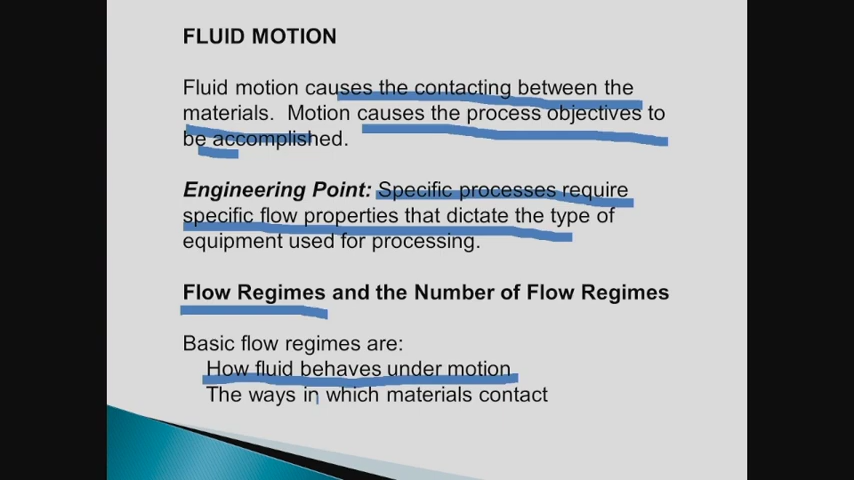 FLUID MOTION
Fluid motion causes the contacting between the
materials. Motion causes the process objectives to
be accomplished.
Engineering Point: Specific processes require
specific flow properties that dictate the type of
equipment used for processing.
Flow Regimes and the Number of Flow Regimes
Basic flow regimes are:
How fluid behaves under motion
The ways in which materials contact